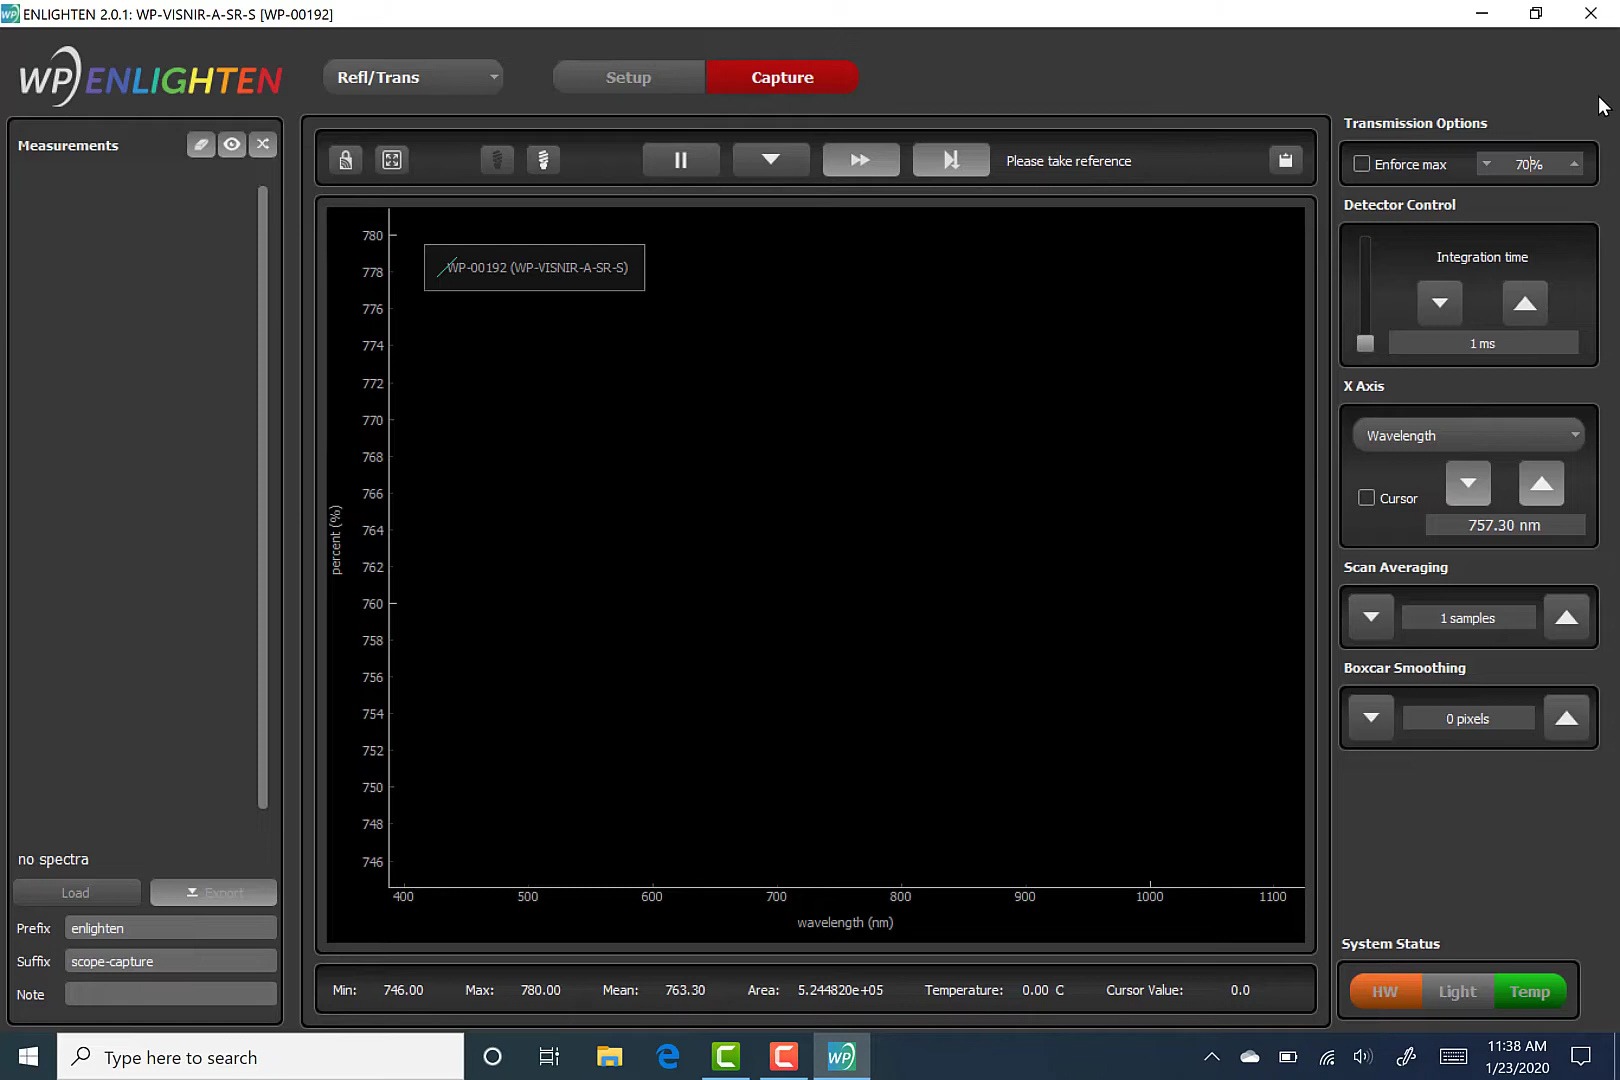 ENLIGHTEN 2.0.1: WP-VISNIR-A-SR-S [WP-00192]
WP ENLIGHTEN
Refl/Trans
Setup
Capture
Measurements
Please take reference
Transmission Options
Enforce max
70%
Detector Control
Integration time
1 ms
X Axis
Wavelength
Cursor
757.30 nm
Scan Averaging
1 samples
Boxcar Smoothing
0 pixels
WP-00192 (WP-VISNIR-A-SR-S)
percent (%)
780
778
776
774
772
770
768
766
764
762
760
758
756
754
752
750
748
746
400 500 600 700 800 900 1000 1100
wavelength (nm)
no spectra
Load
Export
Prefix enlighten
Suffix scope-capture
Note
Min: 746.00 Max: 780.00 Mean: 763.30 Area: 5.244820e+05 Temperature: 0.00 C Cursor Value: 0.0
System Status
HW Light Temp
Type here to search
WP
11:38 AM
1/23/2020